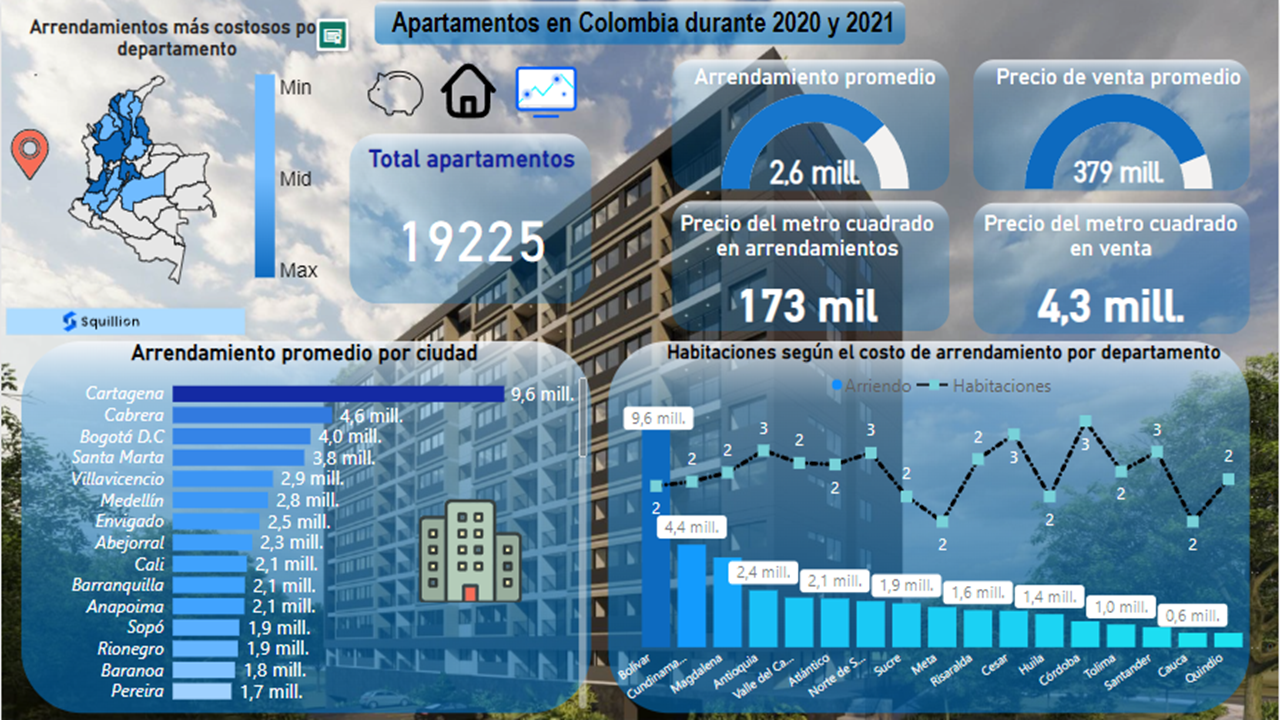 Apartamentos en Colombia durante 2020 y 2021
Arrendamientos más costosos po
departamento
Min
Mid
Max
Squillion
Total apartamentos
19225
Arrendamiento promedio
2,6 mill.
Precio de venta promedio
379 mill.
Precio del metro cuadrado
en arrendamientos
173 mil
Precio del metro cuadrado
en venta
4,3 mill.
Arrendamiento promedio por ciudad
Cartagena 9,6 mill.
Cabrera 4,6 mill.
Bogotá D.C 4,0 mill.
Santa Marta 3,8 mill.
Villavicencio 2,9 mill.
Medellín 2,8 mill.
Envigado 2,5 mill.
Abejorral 2,3 mill.
Cali 2,1 mill.
Barranquilla 2,1 mill.
Anapoima 2,1 mill.
Sopó 1,9 mill.
Rionegro 1,9 mill.
Baranoa 1,8 mill.
Pereira 1,7 mill.
Habitaciones según el costo de arrendamiento por departamento
Arriendo Habitaciones
2 2 2 3 2 2 3 2 2 2 3 2 3 2 3 2 2
9,6 mill.
4,4 mill.
2,4 mill.
2,1 mill.
1,9 mill.
1,6 mill.
1,4 mill.
1,0 mill.
0,6 mill.
Bolívar
Cundinama...
Magdalena
Antioquia
Valle del Ca...
Atlántico
Norte de S...
Sucre
Meta
Risaralda
Cesar
Huila
Córdoba
Tolima
Santander
Cauca
Quindío